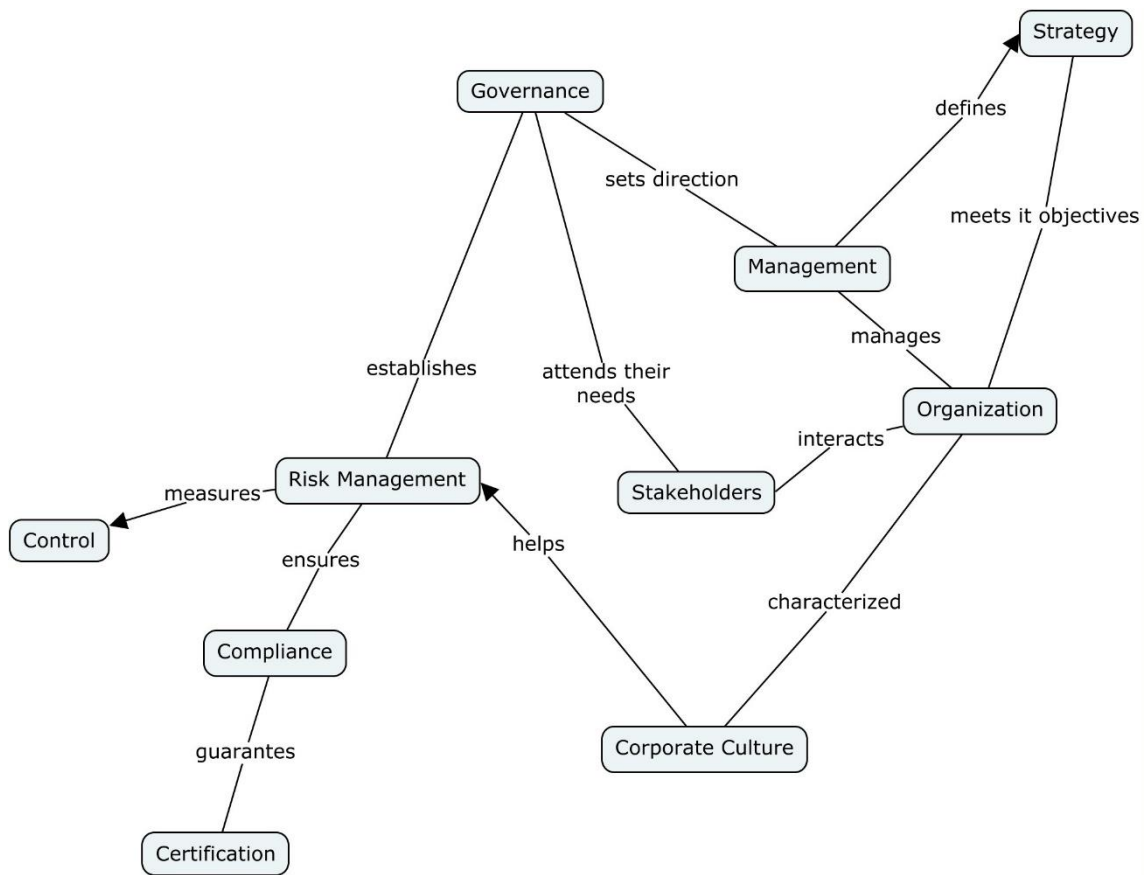 Strategy
Governance
defines
sets direction
meets it objectives
Management
manages
establishes
attends their
needs
Organization
interacts
Risk Management
Stakeholders
measures
Control
helps
ensures
characterized
Compliance
Corporate Culture
guarantes
Certification